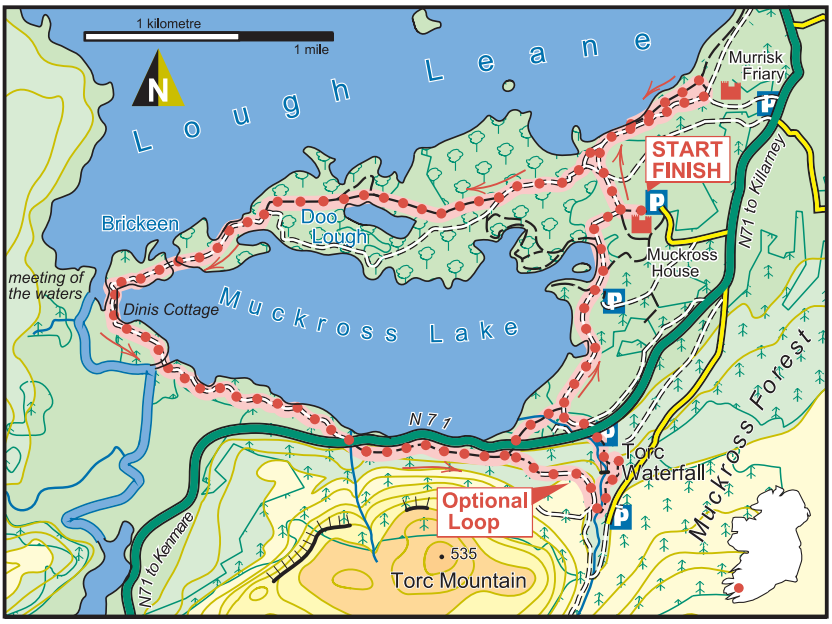 1 kilometre
1 mile
N
Lough Leane
Murrisk
Friary
P
START
FINISH
P
N71 to Killarney
Brickeen
Doo
Lough
Muckross
House
meeting of
the waters
Dinis Cottage
Muckross Lake
P
N71
P
Torc
Waterfall
Muckross Forest
Optional
Loop
P
535
Torc Mountain
N71 to Kenmare